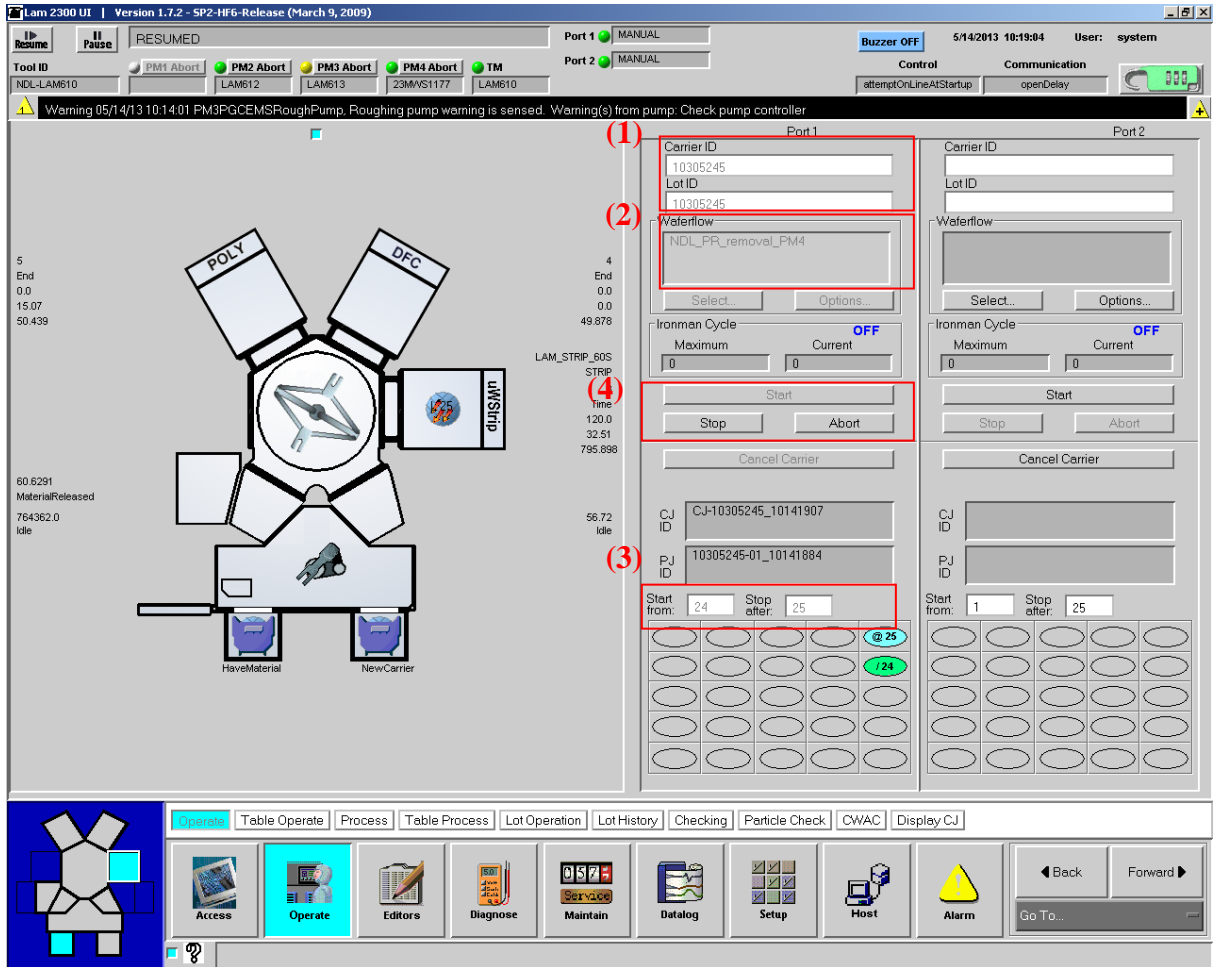 Lam 2300 UI | Version 1.7.2 - SP2-HF6-Release (March 9, 2009)
Resume
Pause
RESUMED
Port 1 MANUAL
Port 2 MANUAL
Buzzer OFF
5/14/2013 10:19:04 User: system
Tool ID
PM1 Abort PM2 Abort PM3 Abort PM4 Abort TM
NDL-LAM610 LAM612 LAM613 23MWS1177 LAM610
Control Communication
attemptOnLineAtStartup openDelay
1 Warning 05/14/13 10:14:01 PM3PGCEMSRoughPump, Roughing pump warning is sensed. Warning(s) from pump: Check pump controller
POLY
DFC
5
End
0.0
15.07
50.439
4
End
0.0
0.0
49.878
LAM_STRIP_60S
STRIP
Time
120.0
32.51
795.898
uWStrip
60.6291
MaterialReleased
764362.0
Idle
56.72
Idle
HaveMaterial
NewCarrier
(1)
Port 1
Carrier ID
10305245
Lot ID
10305245
(2)
Waferflow
NDL_PR_removal_PM4
Select... Options...
Ironman Cycle OFF
Maximum Current
0 0
(4)
Start
Stop Abort
Cancel Carrier
CJ ID CJ-10305245_10141907
(3)
PJ ID 10305245-01_10141884
Start from: 24 Stop after: 25
@ 25
/ 24
Port 2
Carrier ID
Lot ID
Waferflow
Select... Options...
Ironman Cycle OFF
Maximum Current
0 0
Start
Stop Abort
Cancel Carrier
CJ ID
PJ ID
Start from: 1 Stop after: 25
Operate Table Operate Process Table Process Lot Operation Lot History Checking Particle Check CWAC Display CJ
Access
Operate
Editors
Diagnose
Service
Maintain
Datalog
Setup
Host
Alarm
Back
Forward
Go To...